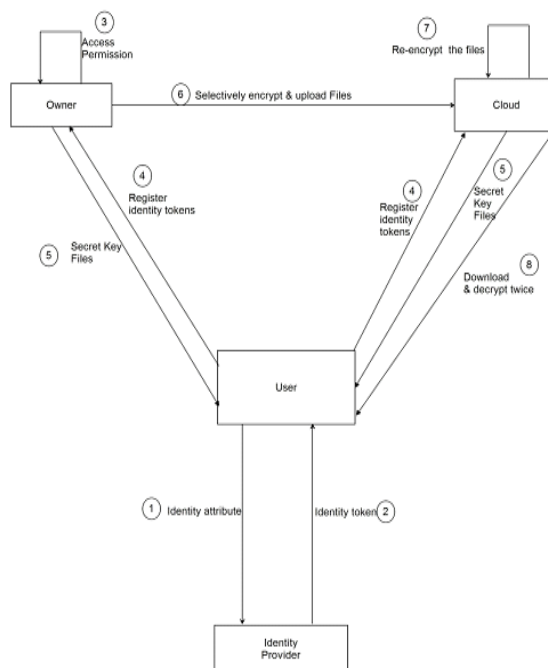 3
Access
Permission
7
Re-encrypt the files
Owner
6 Selectively encrypt & upload Files
Cloud
4
Register
identity tokens
4
Register
identity
tokens
5
Secret
Key
Files
5 Secret Key
Files
8
Download
& decrypt twice
User
1 Identity attribute
Identity token 2
Identity
Provider